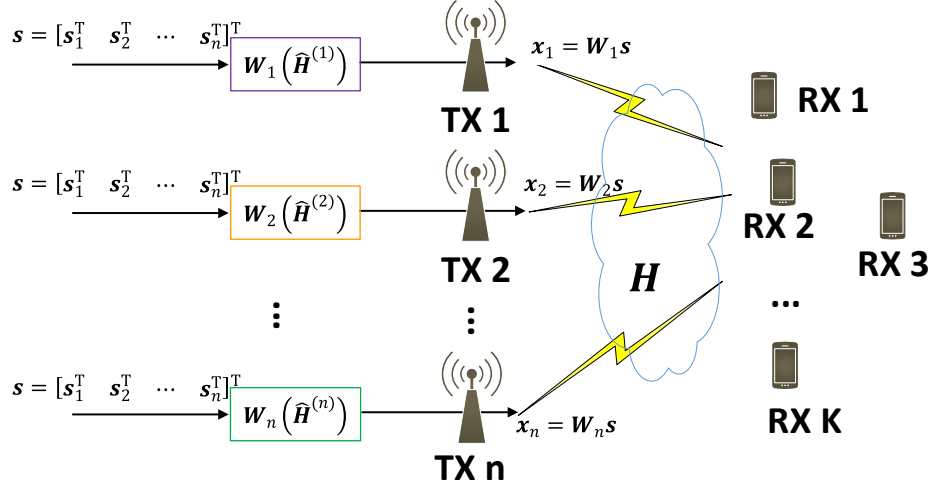 s = [s₁ᵀ s₂ᵀ ⋯ sₙᵀ]ᵀ
W₁(Ĥ⁽¹⁾)
x₁ = W₁s
TX 1
RX 1
s = [s₁ᵀ s₂ᵀ ⋯ sₙᵀ]ᵀ
W₂(Ĥ⁽²⁾)
x₂ = W₂s
TX 2
RX 2
RX 3
H
⋮
⋮
...
s = [s₁ᵀ s₂ᵀ ⋯ sₙᵀ]ᵀ
Wₙ(Ĥ⁽ⁿ⁾)
xₙ = Wₙs
TX n
RX K